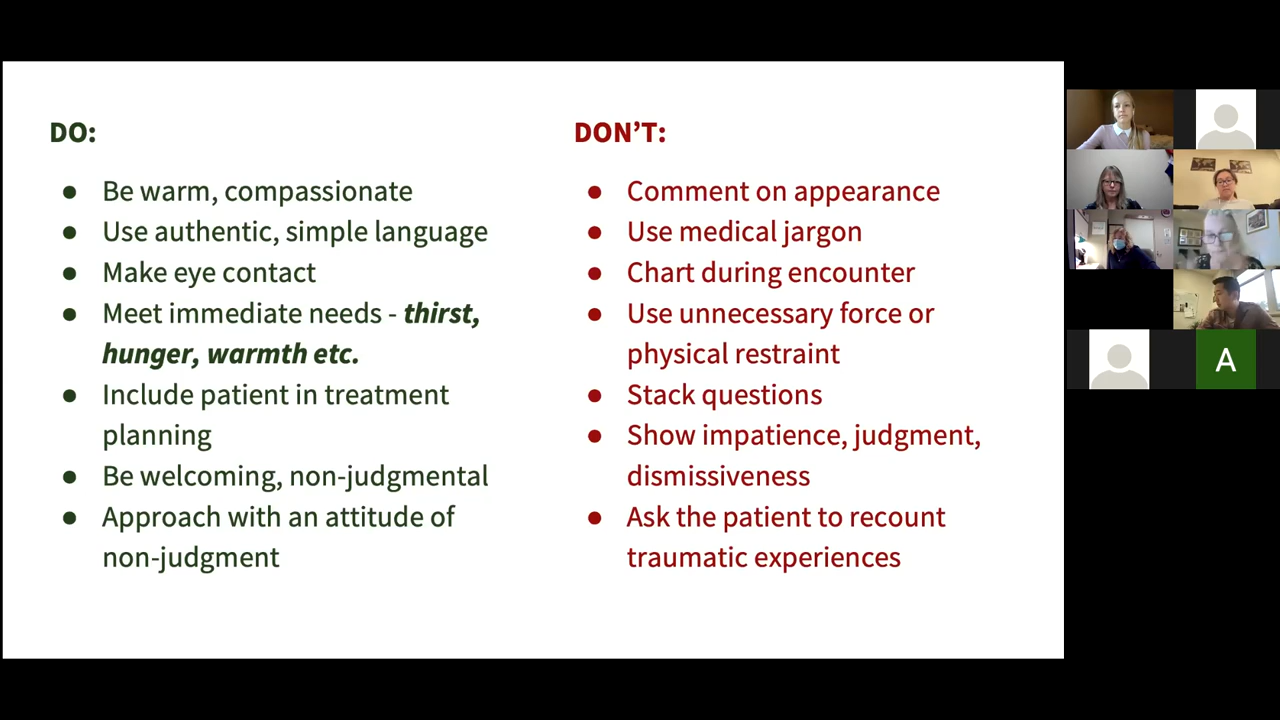 DO:
● Be warm, compassionate
● Use authentic, simple language
● Make eye contact
● Meet immediate needs - thirst,
hunger, warmth etc.
● Include patient in treatment
planning
● Be welcoming, non-judgmental
● Approach with an attitude of
non-judgment
DON’T:
● Comment on appearance
● Use medical jargon
● Chart during encounter
● Use unnecessary force or
physical restraint
● Stack questions
● Show impatience, judgment,
dismissiveness
● Ask the patient to recount
traumatic experiences
A